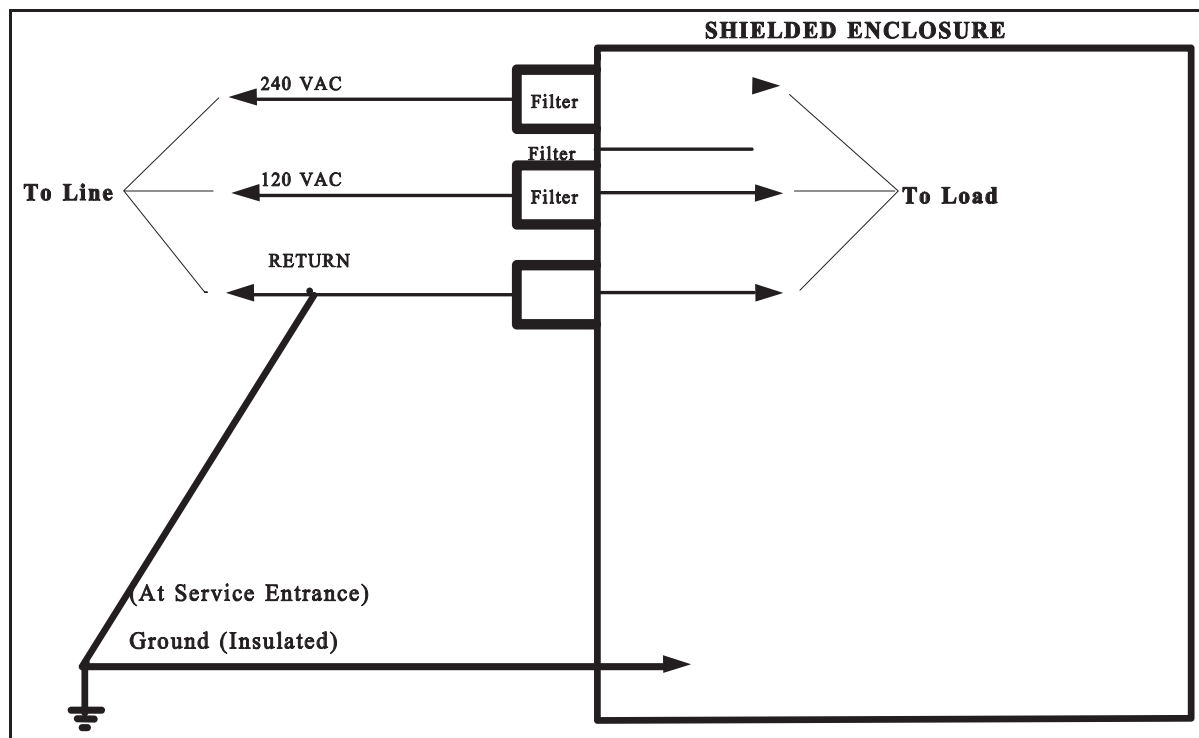 SHIELDED ENCLOSURE
240 VAC
Filter
Filter
To Line
120 VAC
Filter
To Load
RETURN
(At Service Entrance)
Ground (Insulated)